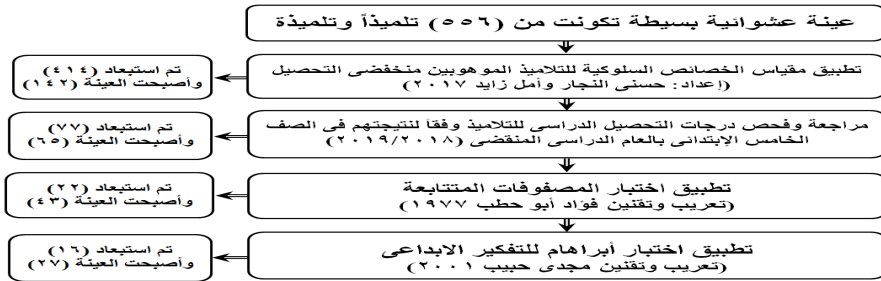 عينة عشوائية بسيطة تكونت من (٥٥٦) تلميذاً وتلميذة
تطبيق مقياس الخصائص السلوكية للتلاميذ الموهوبين منخفضى التحصيل
(إعداد: حسنى النجار وأمل زايد ٢٠١٧)
تم استبعاد (٤١٤)
وأصبحت العينة (١٤٢)
مراجعة وفحص درجات التحصيل الدراسى للتلاميذ وفقاً لنتيجتهم فى الصف
الخامس الإبتدائى بالعام الدراسى المنقضى (٢٠١٩/٢٠١٨)
تم استبعاد (٧٧)
وأصبحت العينة (٦٥)
تطبيق اختبار المصفوفات المتتابعة
(تعريب وتقنين فؤاد أبو حطب ١٩٧٧)
تم استبعاد (٢٢)
وأصبحت العينة (٤٣)
تطبيق اختبار أبراهام للتفكير الابداعى
(تعريب وتقنين مجدى حبيب ٢٠٠١)
تم استبعاد (١٦)
وأصبحت العينة (٢٧)